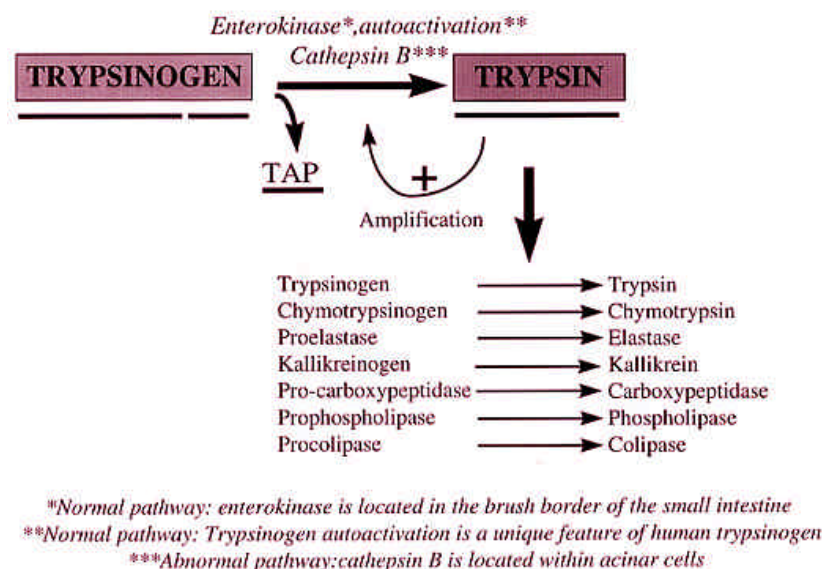 Enterokinase*,autoactivation**
Cathepsin B***
TRYPSINOGEN TRYPSIN
TAP
+
Amplification
Trypsinogen Trypsin
Chymotrypsinogen Chymotrypsin
Proelastase Elastase
Kallikreinogen Kallikrein
Pro-carboxypeptidase Carboxypeptidase
Prophospholipase Phospholipase
Procolipase Colipase
*Normal pathway: enterokinase is located in the brush border of the small intestine
**Normal pathway: Trypsinogen autoactivation is a unique feature of human trypsinogen
***Abnormal pathway:cathepsin B is located within acinar cells